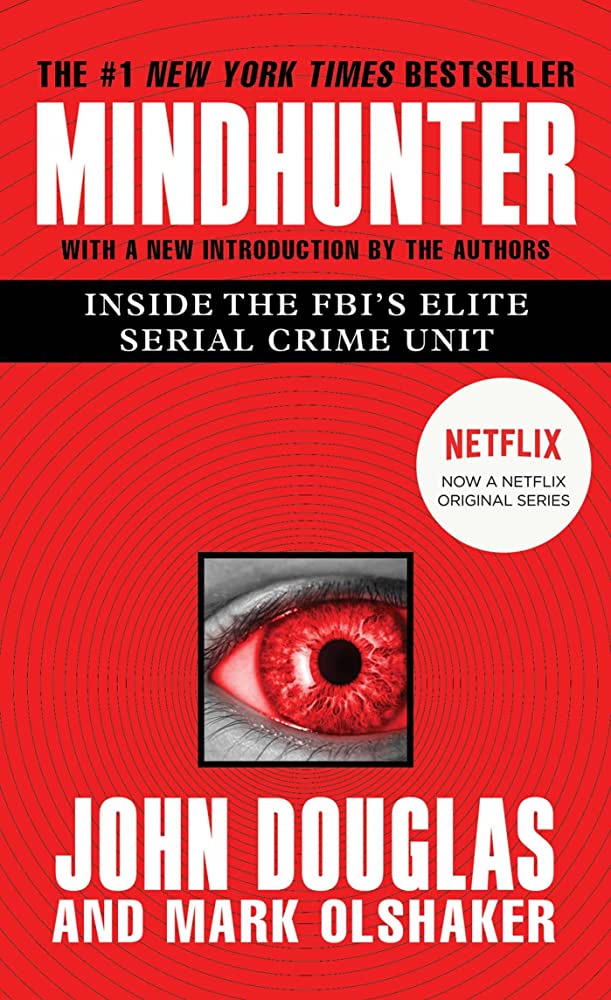 THE #1 NEW YORK TIMES BESTSELLER
MINDHUNTER
WITH A NEW INTRODUCTION BY THE AUTHORS
INSIDE THE FBI'S ELITE
SERIAL CRIME UNIT
NETFLIX
NOW A NETFLIX
ORIGINAL SERIES
JOHN DOUGLAS
AND MARK OLSHAKER